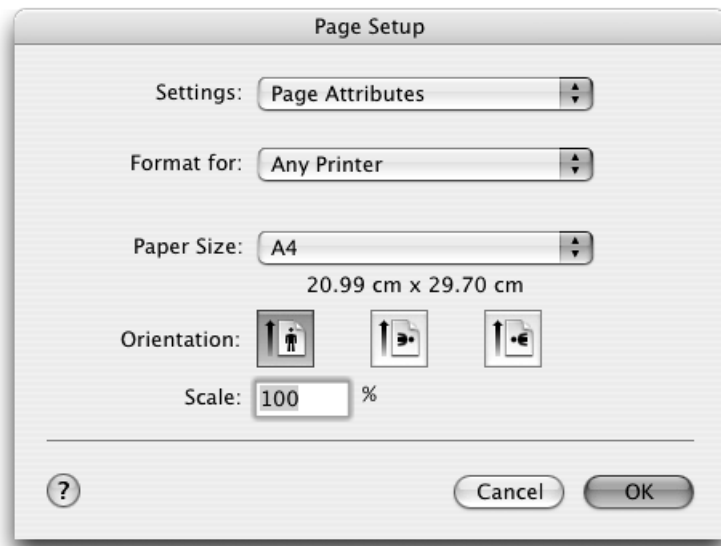 Page Setup
Settings: Page Attributes
Format for: Any Printer
Paper Size: A4
20.99 cm x 29.70 cm
Orientation:
Scale: 100 %
? Cancel OK